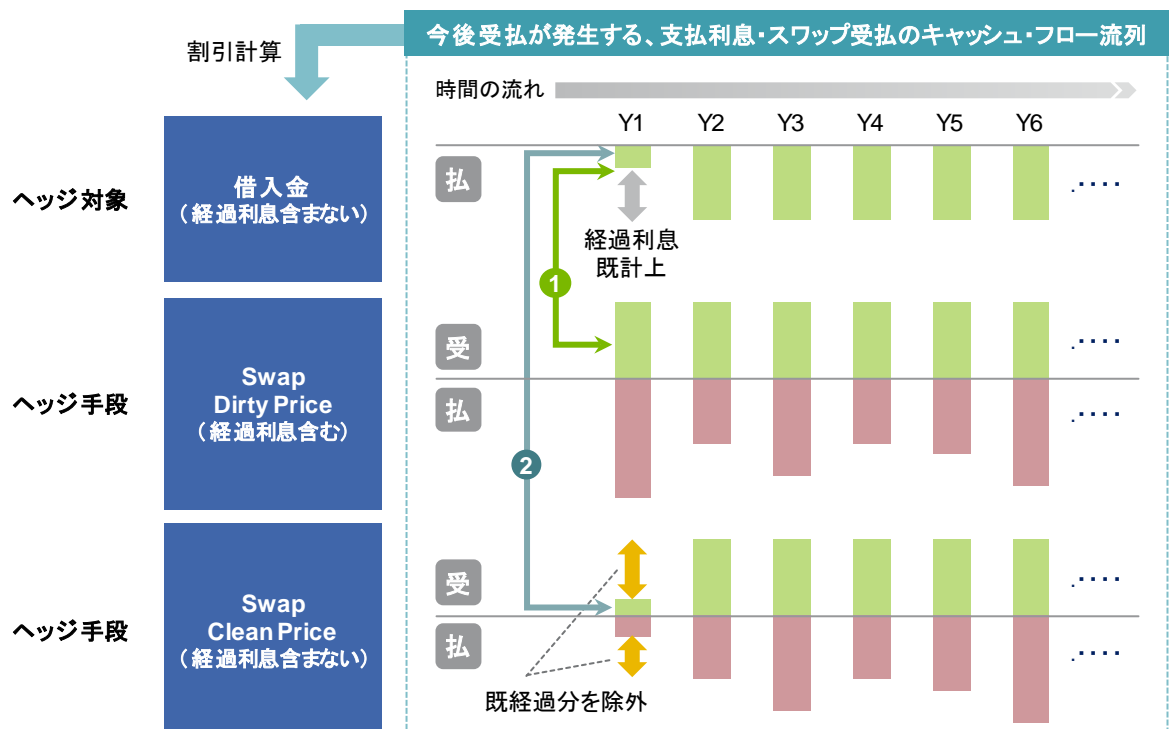 今後受払が発生する、支払利息・スワップ受払のキャッシュ・フロー流列
割引計算
時間の流れ
Y1 Y2 Y3 Y4 Y5 Y6
ヘッジ対象
借入金
（経過利息含まない）
払
.････
経過利息
既計上
1
ヘッジ手段
Swap
Dirty Price
（経過利息含む）
受
.････
払
.････
2
ヘッジ手段
Swap
Clean Price
（経過利息含まない）
受
.････
払
.････
既経過分を除外